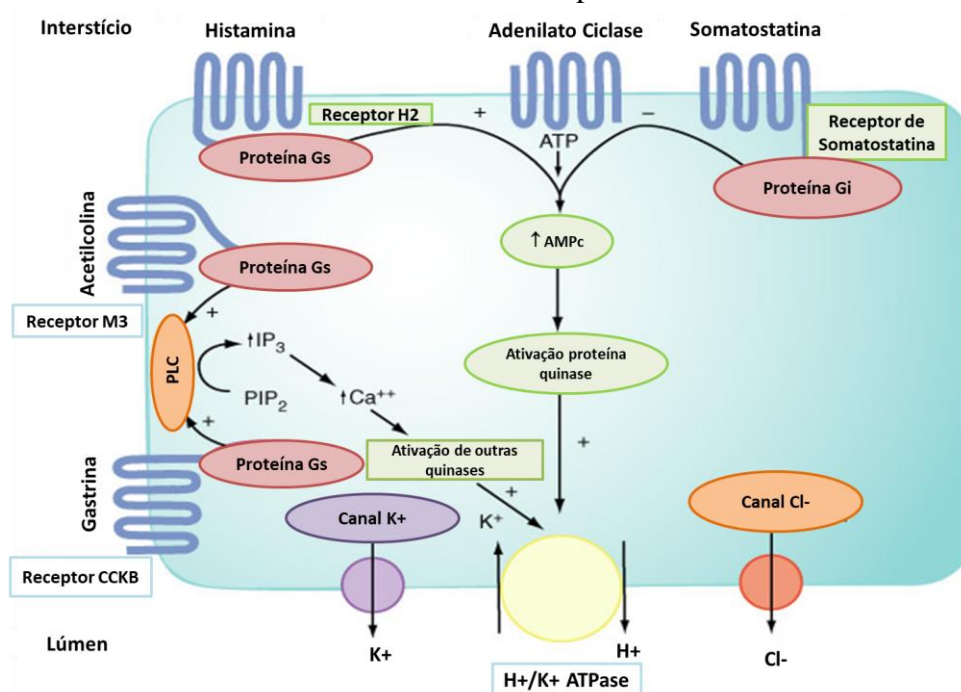 Interstício
Histamina
Adenilato Ciclase
Somatostatina
Receptor H2
+
–
Receptor de
Somatostatina
ATP
Proteína Gs
Proteína Gi
Acetilcolina
↑ AMPc
Proteína Gs
Receptor M3
+
PLC
↑IP3
PIP2
↑Ca++
Ativação proteína
quinase
+
Gastrina
Proteína Gs
Ativação de outras
quinases
+
+
Canal K+
K+
Canal Cl-
Receptor CCKB
Lúmen
K+
H+
Cl-
H+/K+ ATPase